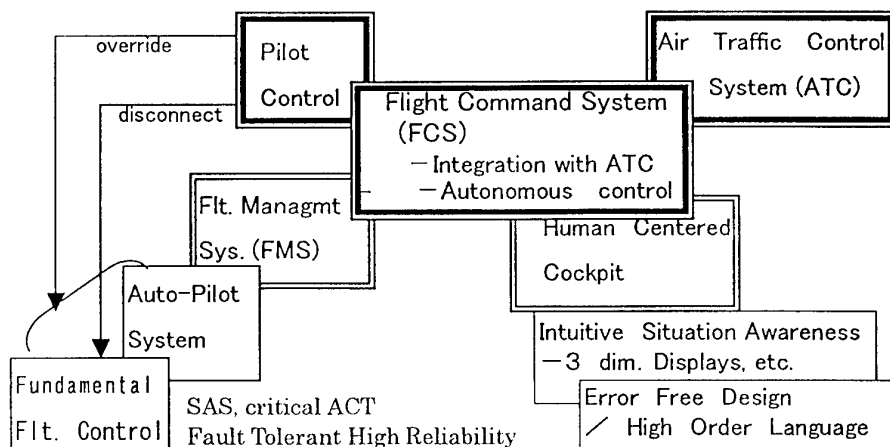 override
disconnect
Pilot
Control
Air Traffic Control
System (ATC)
Flight Command System
(FCS)
－Integration with ATC
－Autonomous control
Flt. Managmt
Sys. (FMS)
Human Centered
Cockpit
Auto-Pilot
System
Intuitive Situation Awareness
－3 dim. Displays, etc.
Fundamental
Flt. Control
SAS, critical ACT
Fault Tolerant High Reliability
Error Free Design
／ High Order Language